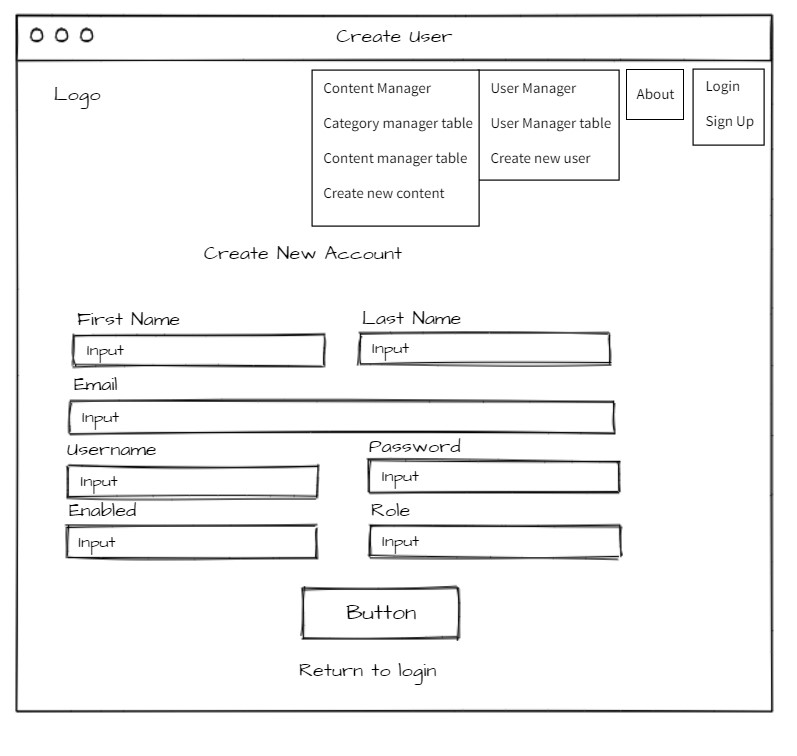 Create User
Logo
Content Manager
Category manager table
Content manager table
Create new content
User Manager
User Manager table
Create new user
About
Login
Sign Up
Create New Account
First Name
Last Name
Input
Input
Email
Input
Username
Password
Input
Input
Enabled
Role
Input
Input
Button
Return to login